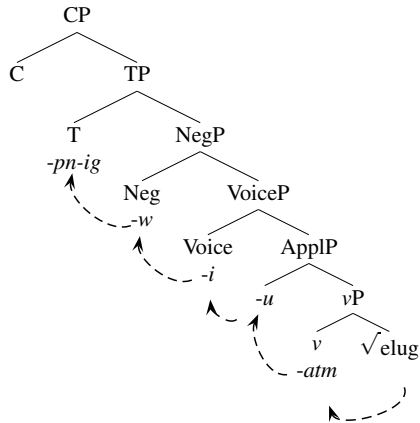 CP
C TP
T NegP
-pn-ig
Neg VoiceP
-w
Voice ApplP
-i
-u vP
v √elug
-atm